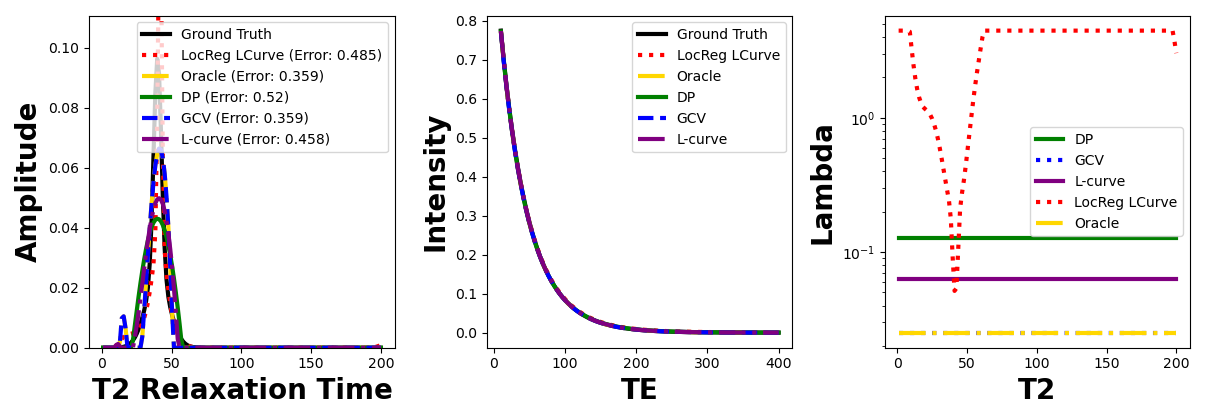 Amplitude
0.10
0.08
0.06
0.04
0.02
0.00
Ground Truth
LocReg LCurve (Error: 0.485)
Oracle (Error: 0.359)
DP (Error: 0.52)
GCV (Error: 0.359)
L-curve (Error: 0.458)
0 50 100 150 200
T2 Relaxation Time
Intensity
0.8
0.7
0.6
0.5
0.4
0.3
0.2
0.1
0.0
Ground Truth
LocReg LCurve
Oracle
DP
GCV
L-curve
0 100 200 300 400
TE
Lambda
10⁰
10⁻¹
DP
GCV
L-curve
LocReg LCurve
Oracle
0 50 100 150 200
T2